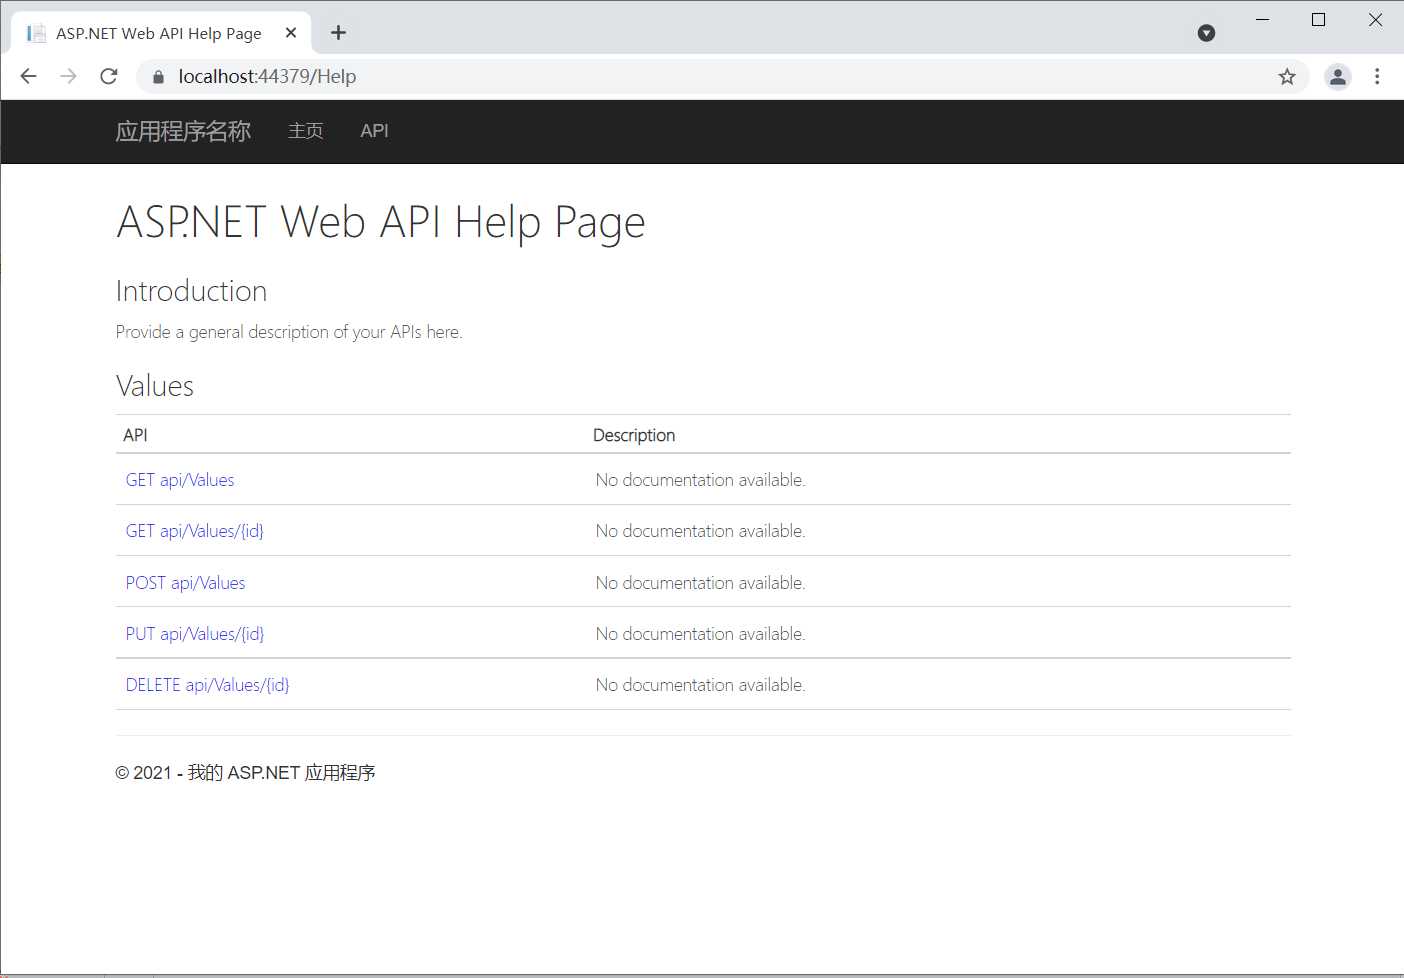 ASP.NET Web API Help Page
localhost:44379/Help
应用程序名称 主页 API
ASP.NET Web API Help Page
Introduction
Provide a general description of your APIs here.
Values
API Description
GET api/Values No documentation available.
GET api/Values/{id} No documentation available.
POST api/Values No documentation available.
PUT api/Values/{id} No documentation available.
DELETE api/Values/{id} No documentation available.
© 2021 - 我的 ASP.NET 应用程序